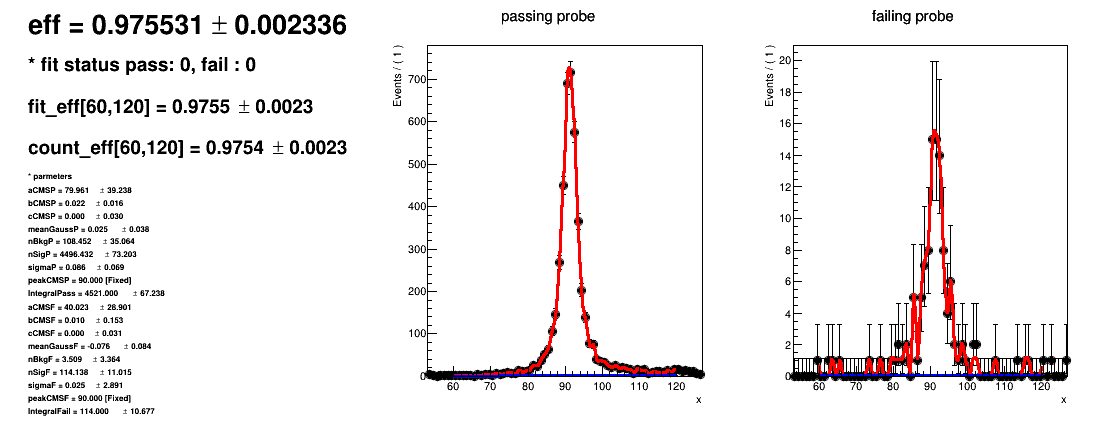 eff = 0.975531 ± 0.002336
* fit status pass: 0, fail : 0
fit_eff[60,120] = 0.9755 ± 0.0023
count_eff[60,120] = 0.9754 ± 0.0023
* parmeters
aCMSP = 79.961 ± 39.238
bCMSP = 0.022 ± 0.016
cCMSP = 0.000 ± 0.030
meanGaussP = 0.025 ± 0.038
nBkgP = 108.452 ± 35.064
nSigP = 4496.432 ± 73.203
sigmaP = 0.086 ± 0.069
peakCMSP = 90.000 [Fixed]
IntegralPass = 4521.000 ± 67.238
aCMSF = 40.023 ± 28.901
bCMSF = 0.010 ± 0.153
cCMSF = 0.000 ± 0.031
meanGaussF = -0.076 ± 0.084
nBkgF = 3.509 ± 3.364
nSigF = 114.138 ± 11.015
sigmaF = 0.025 ± 2.891
peakCMSF = 90.000 [Fixed]
IntegralFail = 114.000 ± 10.677
passing probe
Events / ( 1 )
700
600
500
400
300
200
100
0
60 70 80 90 100 110 120
x
failing probe
Events / ( 1 )
20
18
16
14
12
10
8
6
4
2
0
60 70 80 90 100 110 120
x